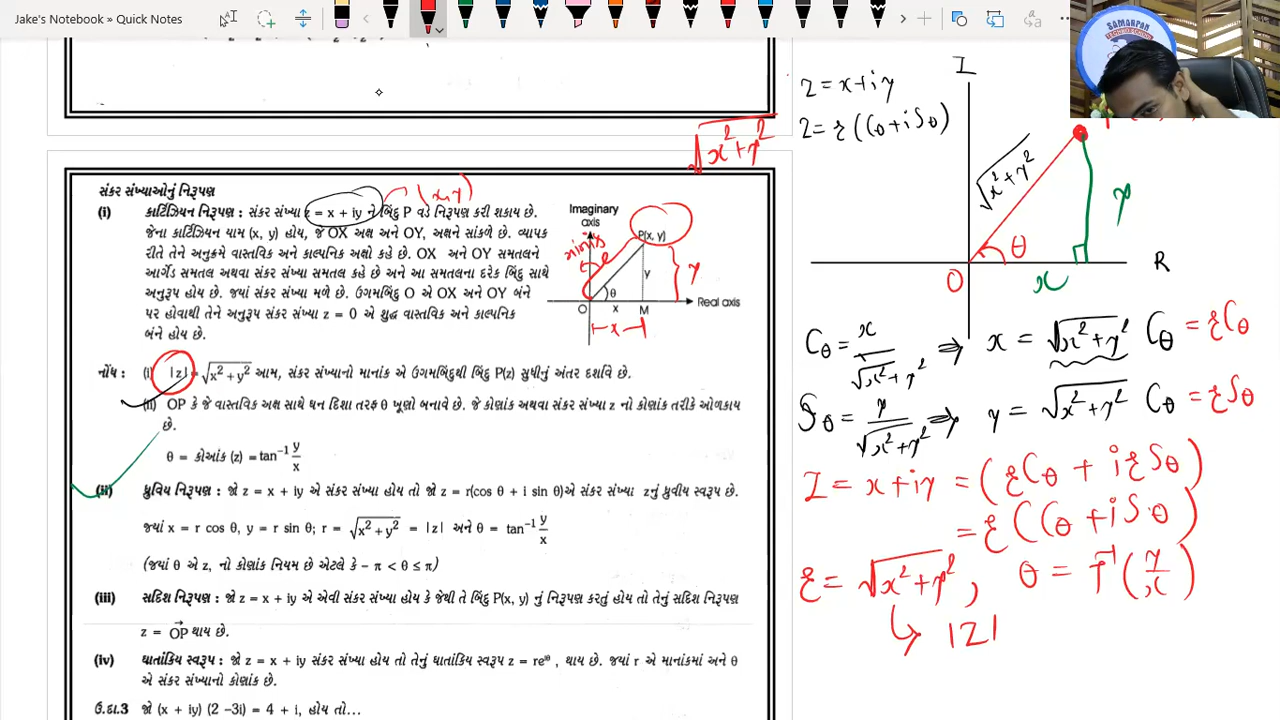 Jake's Notebook » Quick Notes
SAMARPAN
√x²+y²
સંકર સંખ્યાઓનું નિરૂપણ
(x, y)
(i) કાર્ટિઝિયન નિરૂપણ : સંકર સંખ્યા z = x + iy ને બિંદુ P વડે નિરૂપણ કરી શકાય છે.
જેના કાર્ટિઝિયન યામ (x, y) હોય, જ OX અક્ષ અને OY, અક્ષને સાંકળે છે. વ્યાપક
રીતે તેને અનુક્રમે વાસ્તવિક અને કાલ્પનિક અક્ષો કહે છે. OX અને OY સમતલને
આર્ગેડ સમતલ અથવા સંકર સંખ્યા સમતલ કહે છે અને આ સમતલના દરેક બિંદુ સાથે
અનુરૂપ હોય છે. જ્યાં સંકર સંખ્યા મળે છે. ઉગમબિંદુ O એ OX અને OY બંને
પર હોવાથી તેને અનુરૂપ સંકર સંખ્યા z = 0 એ શુદ્ધ વાસ્તવિક અને કાલ્પનિક
બંને હોય છે.
Imaginary
axis
P(x, y)
y
y
θ
O
x
M
Real axis
x
નોંધ : (i) |z| = √x² + y² આમ, સંકર સંખ્યાનો માનાંક એ ઉગમબિંદુથી બિંદુ P(z) સુધીનું અંતર દર્શાવે છે.
(ii) OP કે જે વાસ્તવિક અક્ષ સાથે ધન દિશા તરફ θ ખૂણો બનાવે છે. જે કોણાંક અથવા સંકર સંખ્યા z નો કોણાંક તરીકે ઓળકાય
છે.
θ = કોઆંક (z) = tan⁻¹ y/x
(ii) ધ્રુવિય નિરૂપણ : જો z = x + iy એ સંકર સંખ્યા હોય તો જો z = r(cos θ + i sin θ)એ સંકર સંખ્યા zનું ધ્રુવીય સ્વરૂપ છે.
જ્યાં x = r cos θ, y = r sin θ; r = √x² + y² = |z| અને θ = tan⁻¹ y/x
(જ્યાં θ એ z, નો કોણાંક નિયમ છે એટલે કે – π < θ ≤ π)
(iii) સદિશ નિરૂપણ : જો z = x + iy એ એવી સંકર સંખ્યા હોય કે જેથી તે બિંદુ P(x, y) નું નિરૂપણ કરતું હોય તો તેનું સદિશ નિરૂપણ
z = OP→ થાય છે.
(iv) ઘાતાંકિય સ્વરૂપ : જો z = x + iy સંકર સંખ્યા હોય તો તેનું ઘાતાંકિય સ્વરૂપ z = re^iθ, થાય છે. જ્યાં r એ માનાંકમાં અને θ
એ સંકર સંખ્યાનો કોણાંક છે.
ઉ.દા.3 જો (x + iy) (2 –3i) = 4 + i, હોય તો...
z = x+iy
z = r(Cθ+iSθ)
I
√x²+y²
y
θ
O
x
R
Cθ = x/√x²+y² ⇒ x = √x²+y² Cθ = rCθ
Sθ = y/√x²+y² ⇒ y = √x²+y² Cθ = rSθ
Z = x+iy = (rCθ + irSθ)
= r(Cθ+iSθ)
r = √x²+y², θ = T⁻¹(y/x)
↳ |Z|